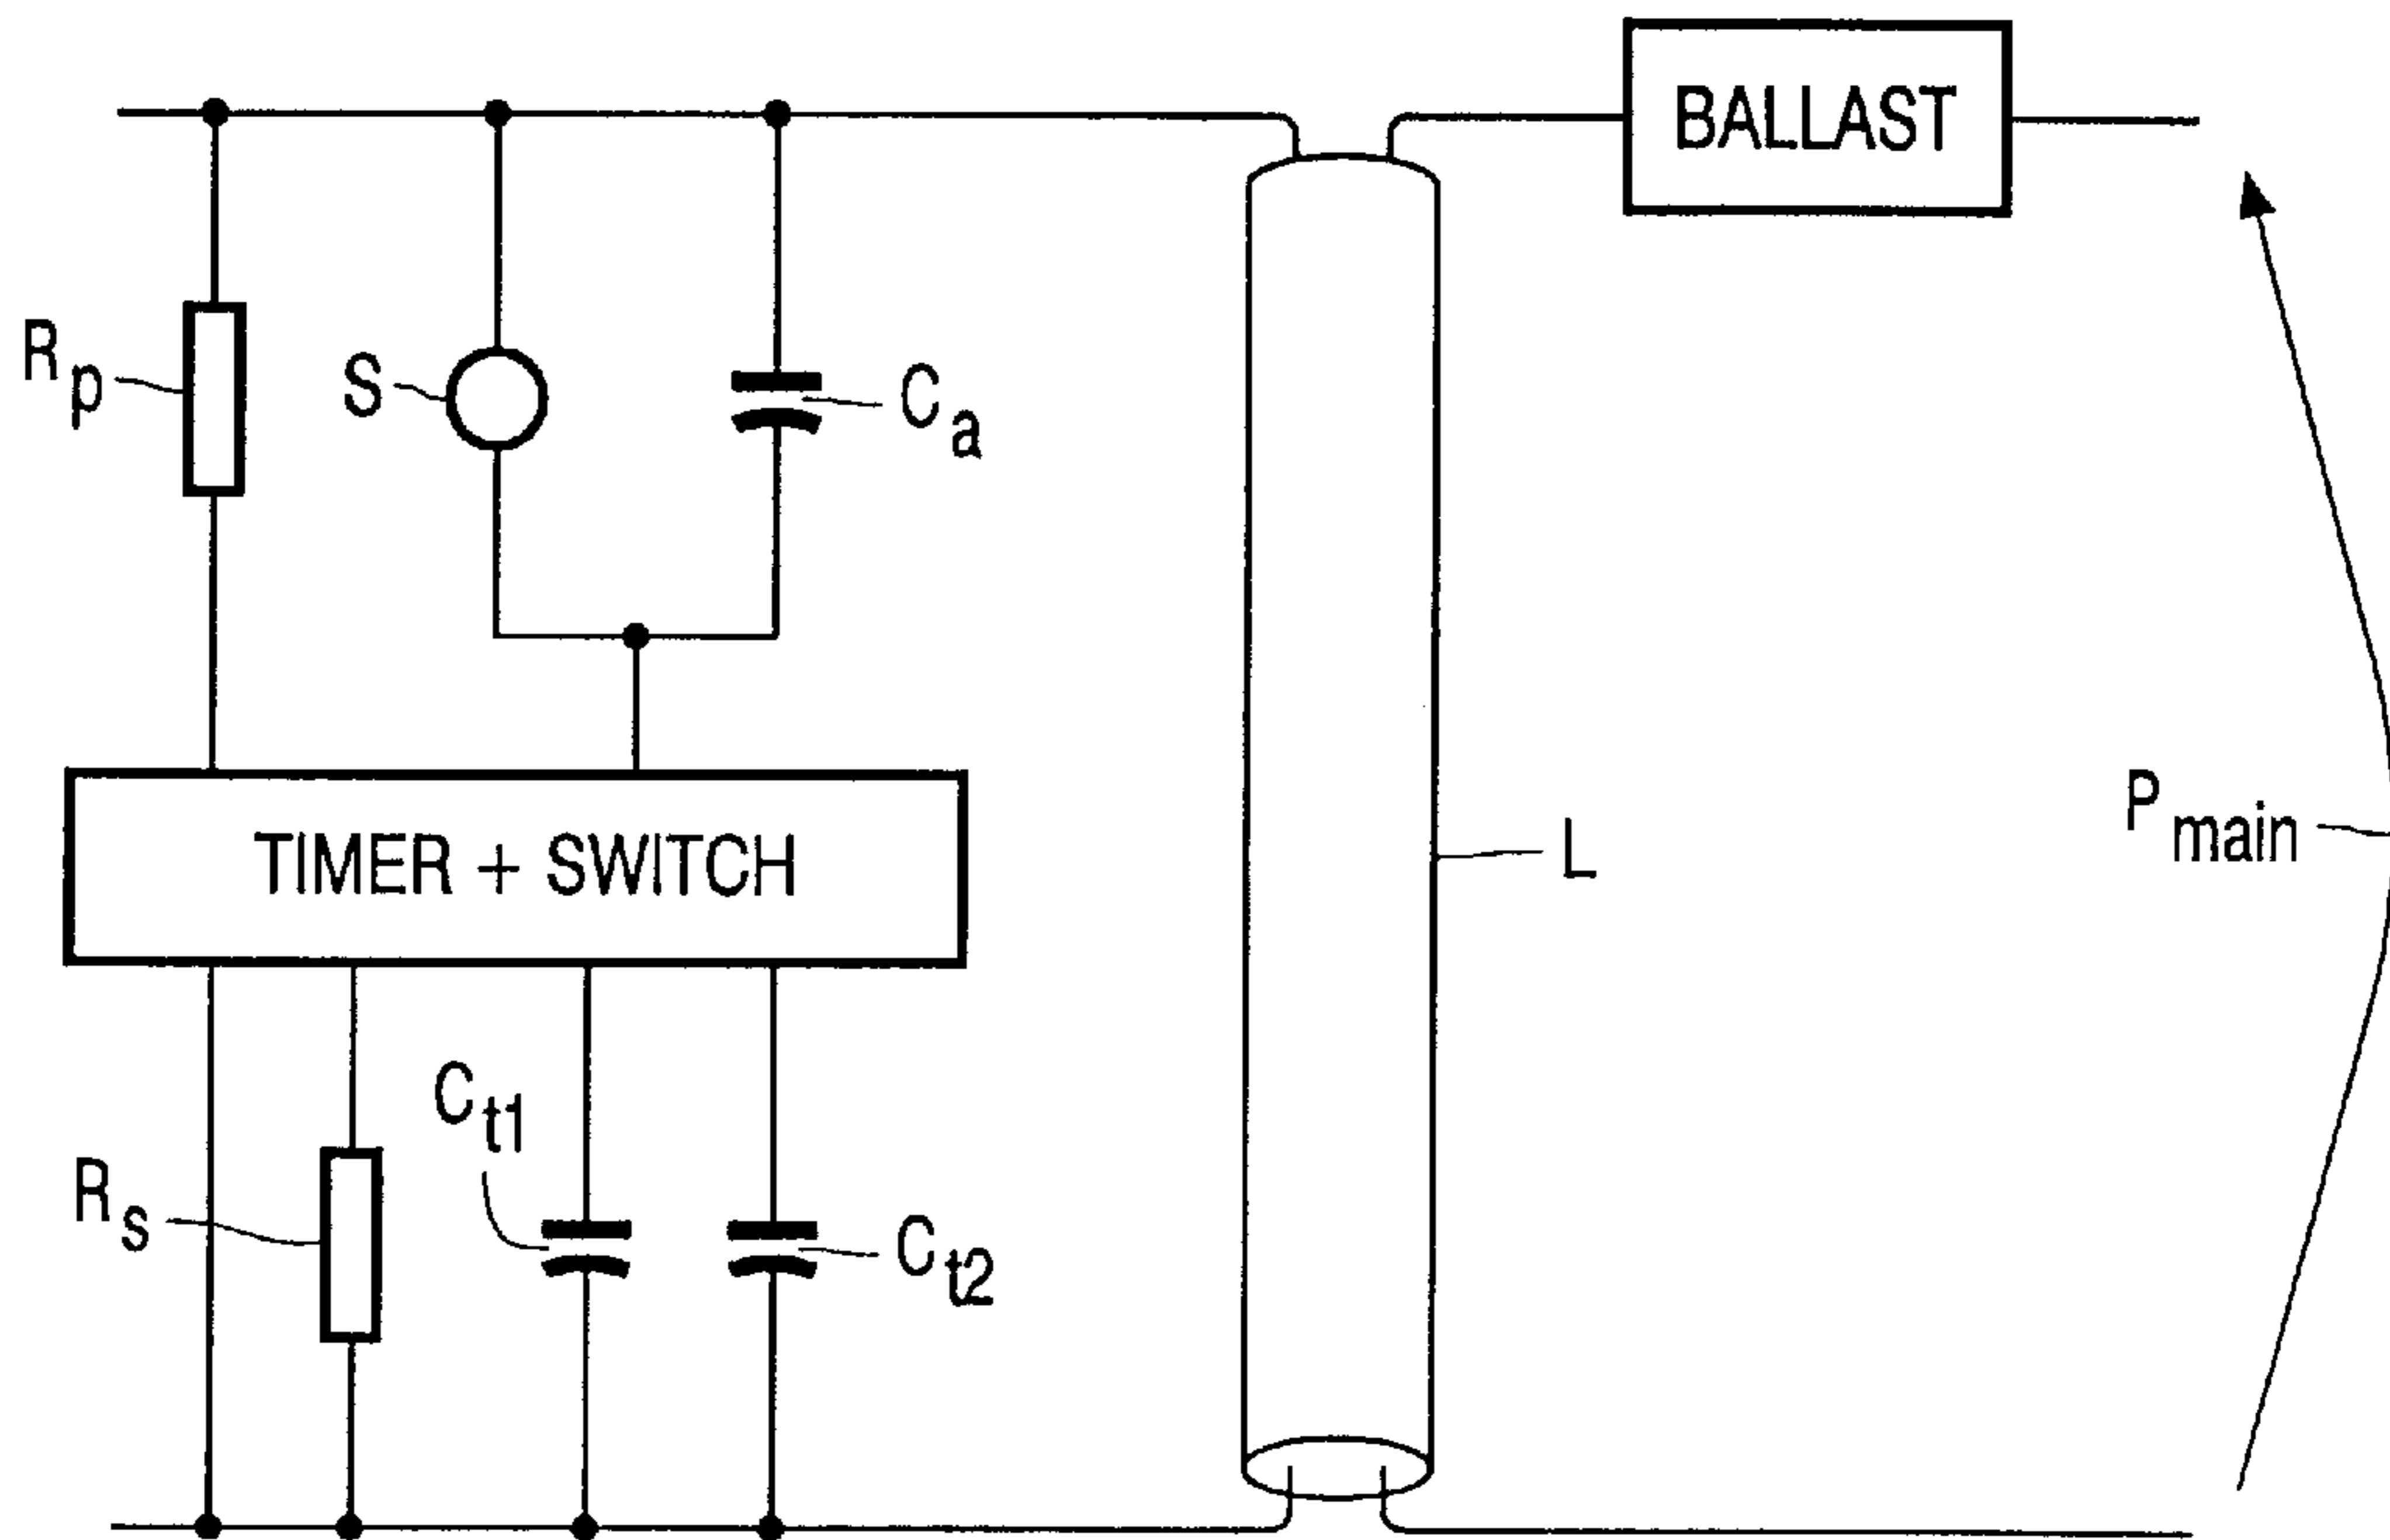 BALLAST
Rp
S
Ca
TIMER + SWITCH
L
Pmain
Ct1
Rs
Ct2